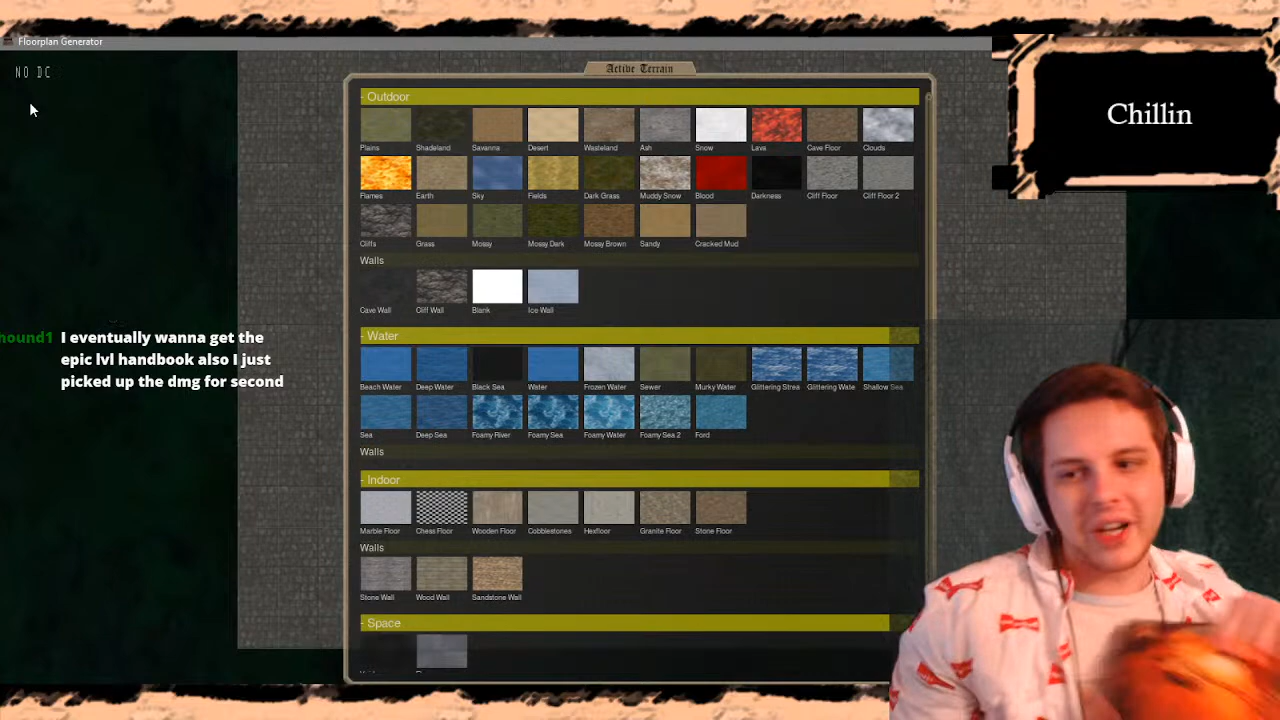 Floorplan Generator
NO DC
Active Terrain
Chillin
- Outdoor
Plains Shadeland Savanna Desert Wasteland Ash Snow Lava Cave Floor Clouds
Flames Earth Sky Fields Dark Grass Muddy Snow Blood Darkness Cliff Floor Cliff Floor 2
Cliffs Grass Mossy Mossy Dark Mossy Brown Sandy Cracked Mud
Walls
Cave Wall Cliff Wall Blank Ice Wall
- Water
hound1 I eventually wanna get the
epic lvl handbook also I just
picked up the dmg for second
Beach Water Deep Water Black Sea Water Frozen Water Sewer Murky Water Glittering Strea Glittering Wate Shallow Sea
Sea Deep Sea Foamy River Foamy Sea Foamy Water Foamy Sea 2 Ford
Walls
- Indoor
Marble Floor Chess Floor Wooden Floor Cobblestones Hexfloor Granite Floor Stone Floor
Walls
Stone Wall Wood Wall Sandstone Wall
- Space